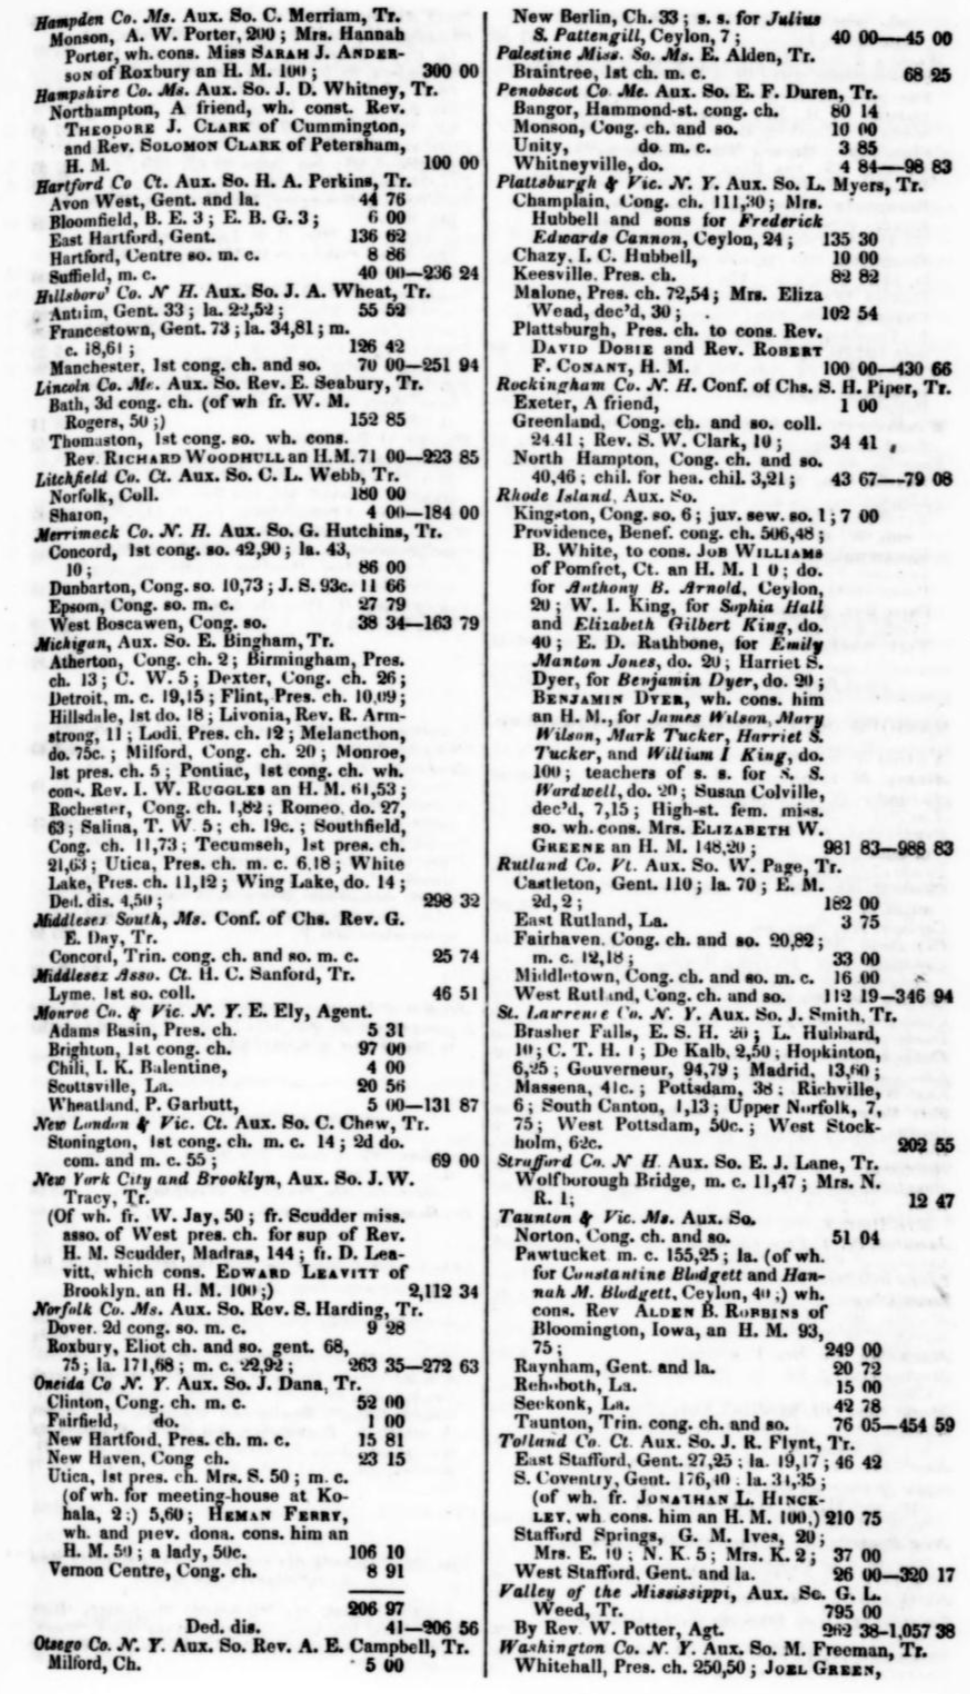 Hampden Co. Ms. Aux. So. C. Merriam, Tr.
Monson, A. W. Porter, 200; Mrs. Hannah
Porter, wh. cons. Miss SARAH J. ANDER-
SON of Roxbury an H. M. 100; 300 00
Hampshire Co. Ms. Aux. So. J. D. Whitney, Tr.
Northampton, A friend, wh. const. Rev.
THEODORE J. CLARK of Cummington,
and Rev. SOLOMON CLARK of Petersham,
H. M. 100 00
Hartford Co Ct. Aux. So. H. A. Perkins, Tr.
Avon West, Gent. and la. 44 76
Bloomfield, B. E. 3; E. B. G. 3; 6 00
East Hartford, Gent. 136 62
Hartford, Centre so. m. c. 8 86
Suffield, m. c. 40 00—236 24
Hillsboro' Co. N H. Aux. So. J. A. Wheat, Tr.
Antrim, Gent. 33; la. 22,52; 55 52
Francestown, Gent. 73; la. 34,81; m.
c. 18,61; 126 42
Manchester, 1st cong. ch. and so. 70 00—251 94
Lincoln Co. Me. Aux. So. Rev. E. Seabury, Tr.
Bath, 3d cong. ch. (of wh fr. W. M.
Rogers, 50;) 152 85
Thomaston, 1st cong. so. wh. cons.
Rev. RICHARD WOODHULL an H.M. 71 00—223 85
Litchfield Co. Ct. Aux. So. C. L. Webb, Tr.
Norfolk, Coll. 180 00
Sharon, 4 00—184 00
Merrimeck Co. N. H. Aux. So. G. Hutchins, Tr.
Concord, 1st cong. so. 42,90; la. 43,
10; 86 00
Dunbarton, Cong. so. 10,73; J. S. 93c. 11 66
Epsom, Cong. so. m. c. 27 79
West Boscawen, Cong. so. 38 34—163 79
Michigan, Aux. So. E. Bingham, Tr.
Atherton, Cong. ch. 2; Birmingham, Pres.
ch. 13; C. W. 5; Dexter, Cong. ch. 26;
Detroit, m. c. 19,15; Flint, Pres. ch. 10,09;
Hillsdale, 1st do. 18; Livonia, Rev. R. Arm-
strong, 11; Lodi, Pres. ch. 12; Melancthon,
do. 75c.; Milford, Cong. ch. 20; Monroe,
1st pres. ch. 5; Pontiac, 1st cong. ch. wh.
cons. Rev. I. W. RUGGLES an H. M. 61,53;
Rochester, Cong. ch. 1,82; Romeo, do. 27,
63; Salina, T. W. 5; ch. 19c.; Southfield,
Cong. ch. 11,73; Tecumseh, 1st pres. ch.
21,63; Utica, Pres. ch. m. c. 6,18; White
Lake, Pres. ch. 11,12; Wing Lake, do. 14;
Ded. dis. 4,50; 298 32
Middlesex South, Ms. Conf. of Chs. Rev. G.
E. Day, Tr.
Concord, Trin. cong. ch. and so. m. c. 25 74
Middlesex Asso. Ct. H. C. Sanford, Tr.
Lyme, 1st so. coll. 46 51
Monroe Co. & Vic. N. Y. E. Ely, Agent.
Adams Basin, Pres. ch. 5 31
Brighton, 1st cong. ch. 97 00
Chili, I. K. Balentine, 4 00
Scottsville, La. 20 56
Wheatland, P. Garbutt, 5 00—131 87
New London & Vic. Ct. Aux. So. C. Chew, Tr.
Stonington, 1st cong. ch. m. c. 14; 2d do.
com. and m. c. 55; 69 00
New York City and Brooklyn, Aux. So. J. W.
Tracy, Tr.
(Of wh. fr. W. Jay, 50; fr. Scudder miss.
asso. of West pres. ch. for sup of Rev.
H. M. Scudder, Madras, 144; fr. D. Lea-
vitt, which cons. EDWARD LEAVITT of
Brooklyn, an H. M. 100;) 2,112 34
Norfolk Co. Ms. Aux. So. Rev. S. Harding, Tr.
Dover, 2d cong. so. m. c. 9 28
Roxbury, Eliot ch. and so. gent. 68,
75; la. 171,68; m. c. 22,92; 263 35—272 63
Oneida Co N. Y. Aux. So. J. Dana, Tr.
Clinton, Cong. ch. m. c. 52 00
Fairfield, do. 1 00
New Hartford, Pres. ch. m. c. 15 81
New Haven, Cong ch. 23 15
Utica, 1st pres. ch. Mrs. S. 50; m. c.
(of wh. for meeting-house at Ko-
hala, 2;) 5,60; HEMAN FERRY,
wh. and prev. dona. cons. him an
H. M. 50; a lady, 50c. 106 10
Vernon Centre, Cong. ch. 8 91
206 97
Ded. dis. 41—206 56
Otsego Co. N. Y. Aux. So. Rev. A. E. Campbell, Tr.
Milford, Ch. 5 00
New Berlin, Ch. 33; s. s. for Julius
S. Pattengill, Ceylon, 7; 40 00—45 00
Palestine Miss. So. Ms. E. Alden, Tr.
Braintree, 1st ch. m. c. 68 25
Penobscot Co Me. Aux. So. E. F. Duren, Tr.
Bangor, Hammond-st. cong. ch. 80 14
Monson, Cong. ch. and so. 10 00
Unity, do. m. c. 3 85
Whitneyville, do. 4 84—98 83
Plattsburgh & Vic. N. Y. Aux. So. L. Myers, Tr.
Champlain, Cong. ch. 111,30; Mrs.
Hubbell and sons for Frederick
Edwards Cannon, Ceylon, 24; 135 30
Chazy, I. C. Hubbell, 10 00
Keesville, Pres. ch. 82 82
Malone, Pres. ch. 72,54; Mrs. Eliza
Wead, dec'd, 30; 102 54
Plattsburgh, Pres. ch. to cons. Rev.
DAVID DOBIE and Rev. ROBERT
F. CONANT, H. M. 100 00—430 66
Rockingham Co. N. H. Conf. of Chs. S. H. Piper, Tr.
Exeter, A friend, 1 00
Greenland, Cong. ch. and so. coll.
24.41; Rev. S. W. Clark, 10; 34 41
North Hampton, Cong. ch. and so.
40,46; chil. for hea. chil. 3,21; 43 67—79 08
Rhode Island, Aux. So.
Kingston, Cong. so. 6; juv. sew. so. 1; 7 00
Providence, Benef. cong. ch. 506,48;
B. White, to cons. JOB WILLIAMS
of Pomfret, Ct. an H. M. 1 0; do.
for Anthony B. Arnold, Ceylon,
20; W. I. King, for Sophia Hall
and Elizabeth Gilbert King, do.
40; E. D. Rathbone, for Emily
Manton Jones, do. 20; Harriet S.
Dyer, for Benjamin Dyer, do. 20;
BENJAMIN DYER, wh. cons. him
an H. M., for James Wilson, Mary
Wilson, Mark Tucker, Harriet S.
Tucker, and William I King, do.
100; teachers of s. s. for S. S.
Wardwell, do. 20; Susan Colville,
dec'd, 7,15; High-st. fem. miss.
so. wh. cons. Mrs. ELIZABETH W.
GREENE an H. M. 148,20; 981 83—988 83
Rutland Co. Vt. Aux. So. W. Page, Tr.
Castleton, Gent. 110; la. 70; E. M.
2d, 2; 182 00
East Rutland, La. 3 75
Fairhaven, Cong. ch. and so. 20,82;
m. c. 12,18; 33 00
Middletown, Cong. ch. and so. m. c. 16 00
West Rutland, Cong. ch. and so. 112 19—346 94
St. Lawrence Co. N. Y. Aux. So. J. Smith, Tr.
Brasher Falls, E. S. H. 20; L. Hubbard,
10; C. T. H. 1; De Kalb, 2,50; Hopkinton,
6,25; Gouverneur, 94,79; Madrid, 13,60;
Massena, 41c.; Potsdam, 38; Richville,
6; South Canton, 1,13; Upper Norfolk, 7,
75; West Potsdam, 50c.; West Stock-
holm, 62c. 202 55
Strafford Co. N H. Aux. So. E. J. Lane, Tr.
Wolfborough Bridge, m. c. 11,47; Mrs. N.
R. 1; 12 47
Taunton & Vic. Ms. Aux. So.
Norton, Cong. ch. and so. 51 04
Pawtucket m. c. 155,25; la. (of wh.
for Constantine Blodgett and Han-
nah M. Blodgett, Ceylon, 40;) wh.
cons. Rev ALDEN B. ROBBINS of
Bloomington, Iowa, an H. M. 93,
75; 249 00
Raynham, Gent. and la. 20 72
Rehoboth, La. 15 00
Seekonk, La. 42 78
Taunton, Trin. cong. ch. and so. 76 05—454 59
Tolland Co. Ct. Aux. So. J. R. Flynt, Tr.
East Stafford, Gent. 27,25; la. 19,17; 46 42
S. Coventry, Gent. 176,40; la. 34,35;
(of wh. fr. JONATHAN L. HINCK-
LEY, wh cons. him an H. M. 100,) 210 75
Stafford Springs, G. M. Ives, 20;
Mrs. E. 10; N. K. 5; Mrs. K. 2; 37 00
West Stafford, Gent. and la. 26 00—320 17
Valley of the Mississippi, Aux. So. G. L.
Weed, Tr. 795 00
By Rev. W. Potter, Agt. 262 38-1,057 38
Washington Co. N. Y. Aux. So. M. Freeman, Tr.
Whitehall, Pres. ch. 250,50; JOEL GREEN,